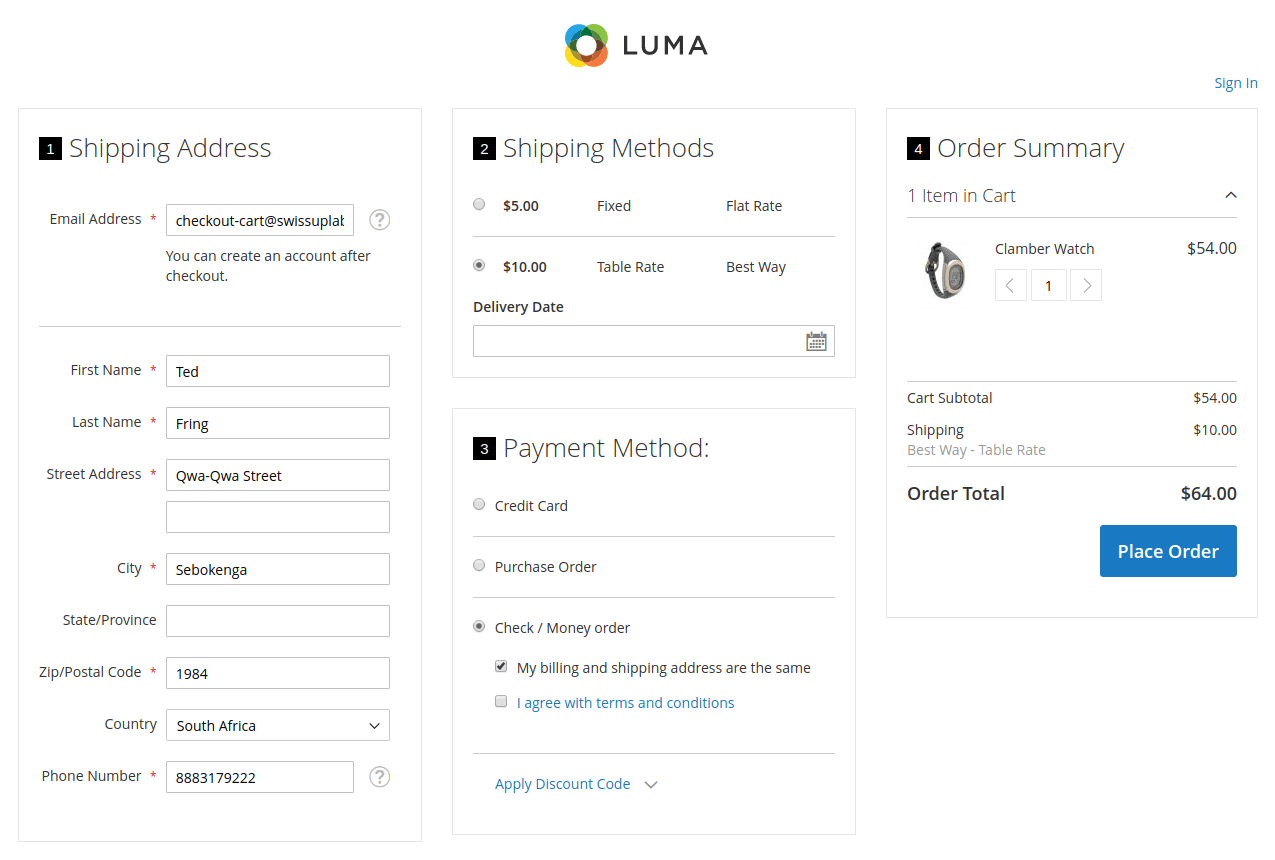 LUMA
Sign In
1 Shipping Address
Email Address * checkout-cart@swissuplab ?
You can create an account after
checkout.
First Name * Ted
Last Name * Fring
Street Address * Qwa-Qwa Street
City * Sebokenga
State/Province
Zip/Postal Code * 1984
Country South Africa
Phone Number * 8883179222 ?
2 Shipping Methods
$5.00 Fixed Flat Rate
$10.00 Table Rate Best Way
Delivery Date
3 Payment Method:
Credit Card
Purchase Order
Check / Money order
My billing and shipping address are the same
I agree with terms and conditions
Apply Discount Code
4 Order Summary
1 Item in Cart
Clamber Watch $54.00
1
Cart Subtotal $54.00
Shipping $10.00
Best Way - Table Rate
Order Total $64.00
Place Order